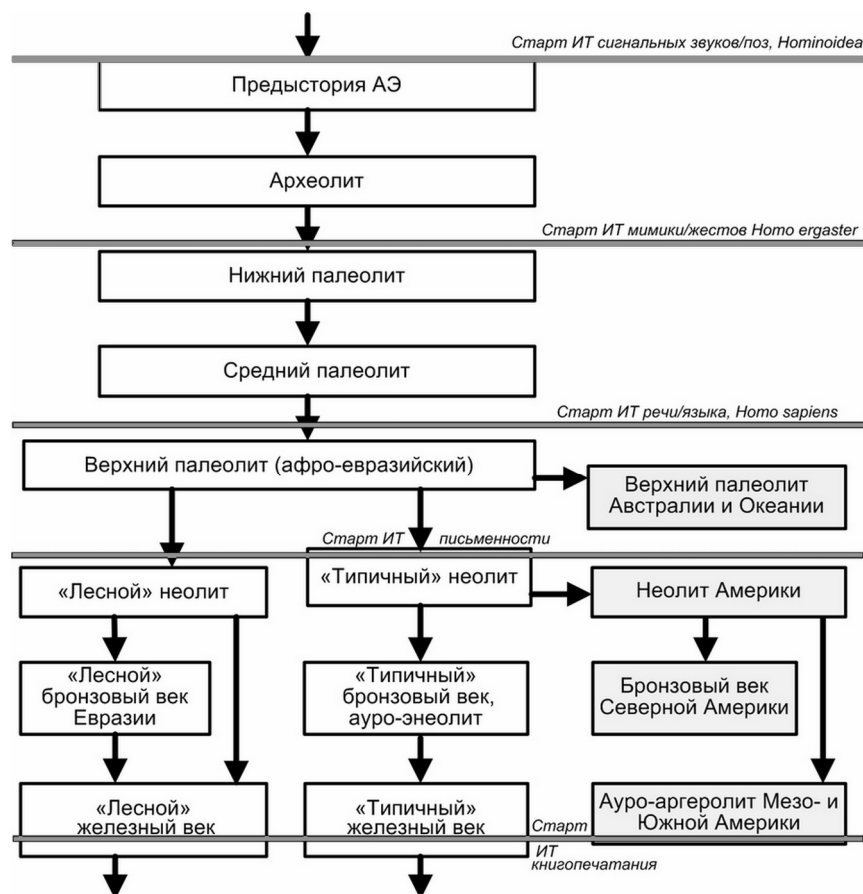 Старт ИТ сигнальных звуков/поз, Hominoidea
Предыстория АЭ
Археолит
Старт ИТ мимики/жестов Homo ergaster
Нижний палеолит
Средний палеолит
Старт ИТ речи/языка, Homo sapiens
Верхний палеолит (афро-евразийский)
Верхний палеолит
Австралии и Океании
Старт ИТ письменности
«Лесной» неолит
«Типичный» неолит
Неолит Америки
«Лесной»
бронзовый век
Евразии
«Типичный»
бронзовый век,
ауро-энеолит
Бронзовый век
Северной Америки
«Лесной»
железный век
«Типичный»
железный век
Ауро-аргеролит Мезо- и
Южной Америки
Старт
ИТ
книгопечатания